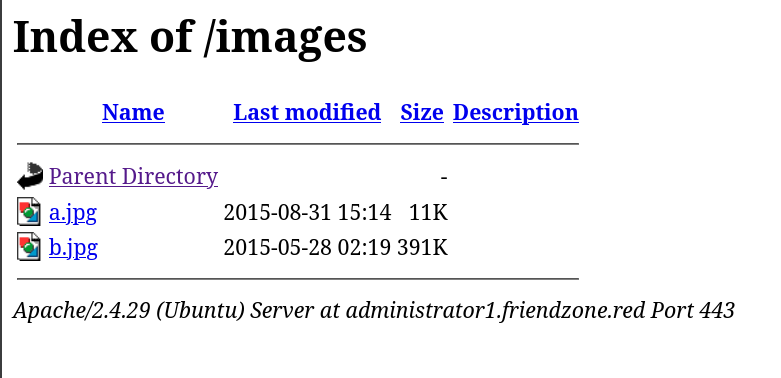 Index of /images
Name Last modified Size Description
Parent Directory -
a.jpg 2015-08-31 15:14 11K
b.jpg 2015-05-28 02:19 391K
Apache/2.4.29 (Ubuntu) Server at administrator1.friendzone.red Port 443